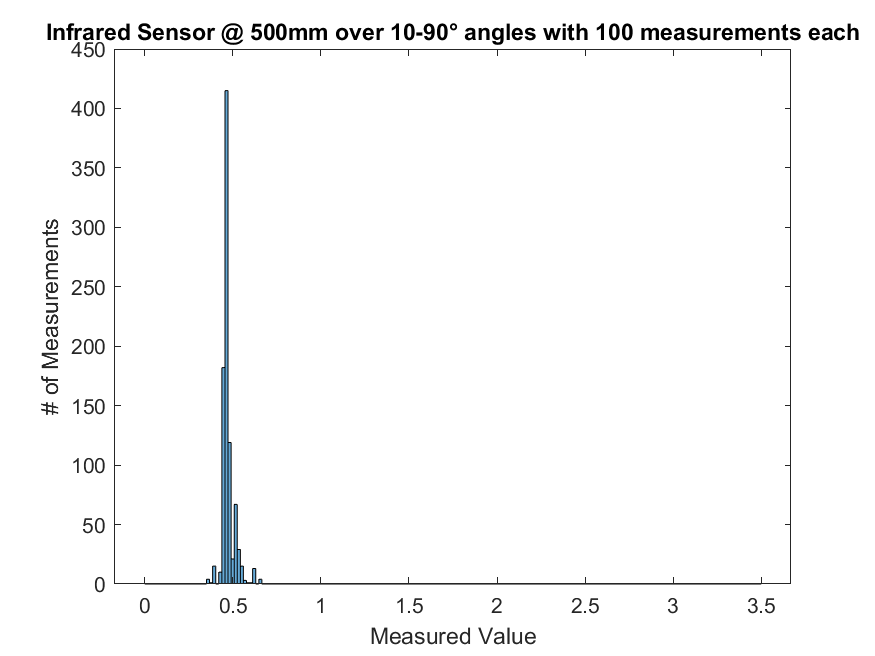 Infrared Sensor @ 500mm over 10-90° angles with 100 measurements each
450
400
350
300
250
200
150
100
50
0
# of Measurements
0 0.5 1 1.5 2 2.5 3 3.5
Measured Value